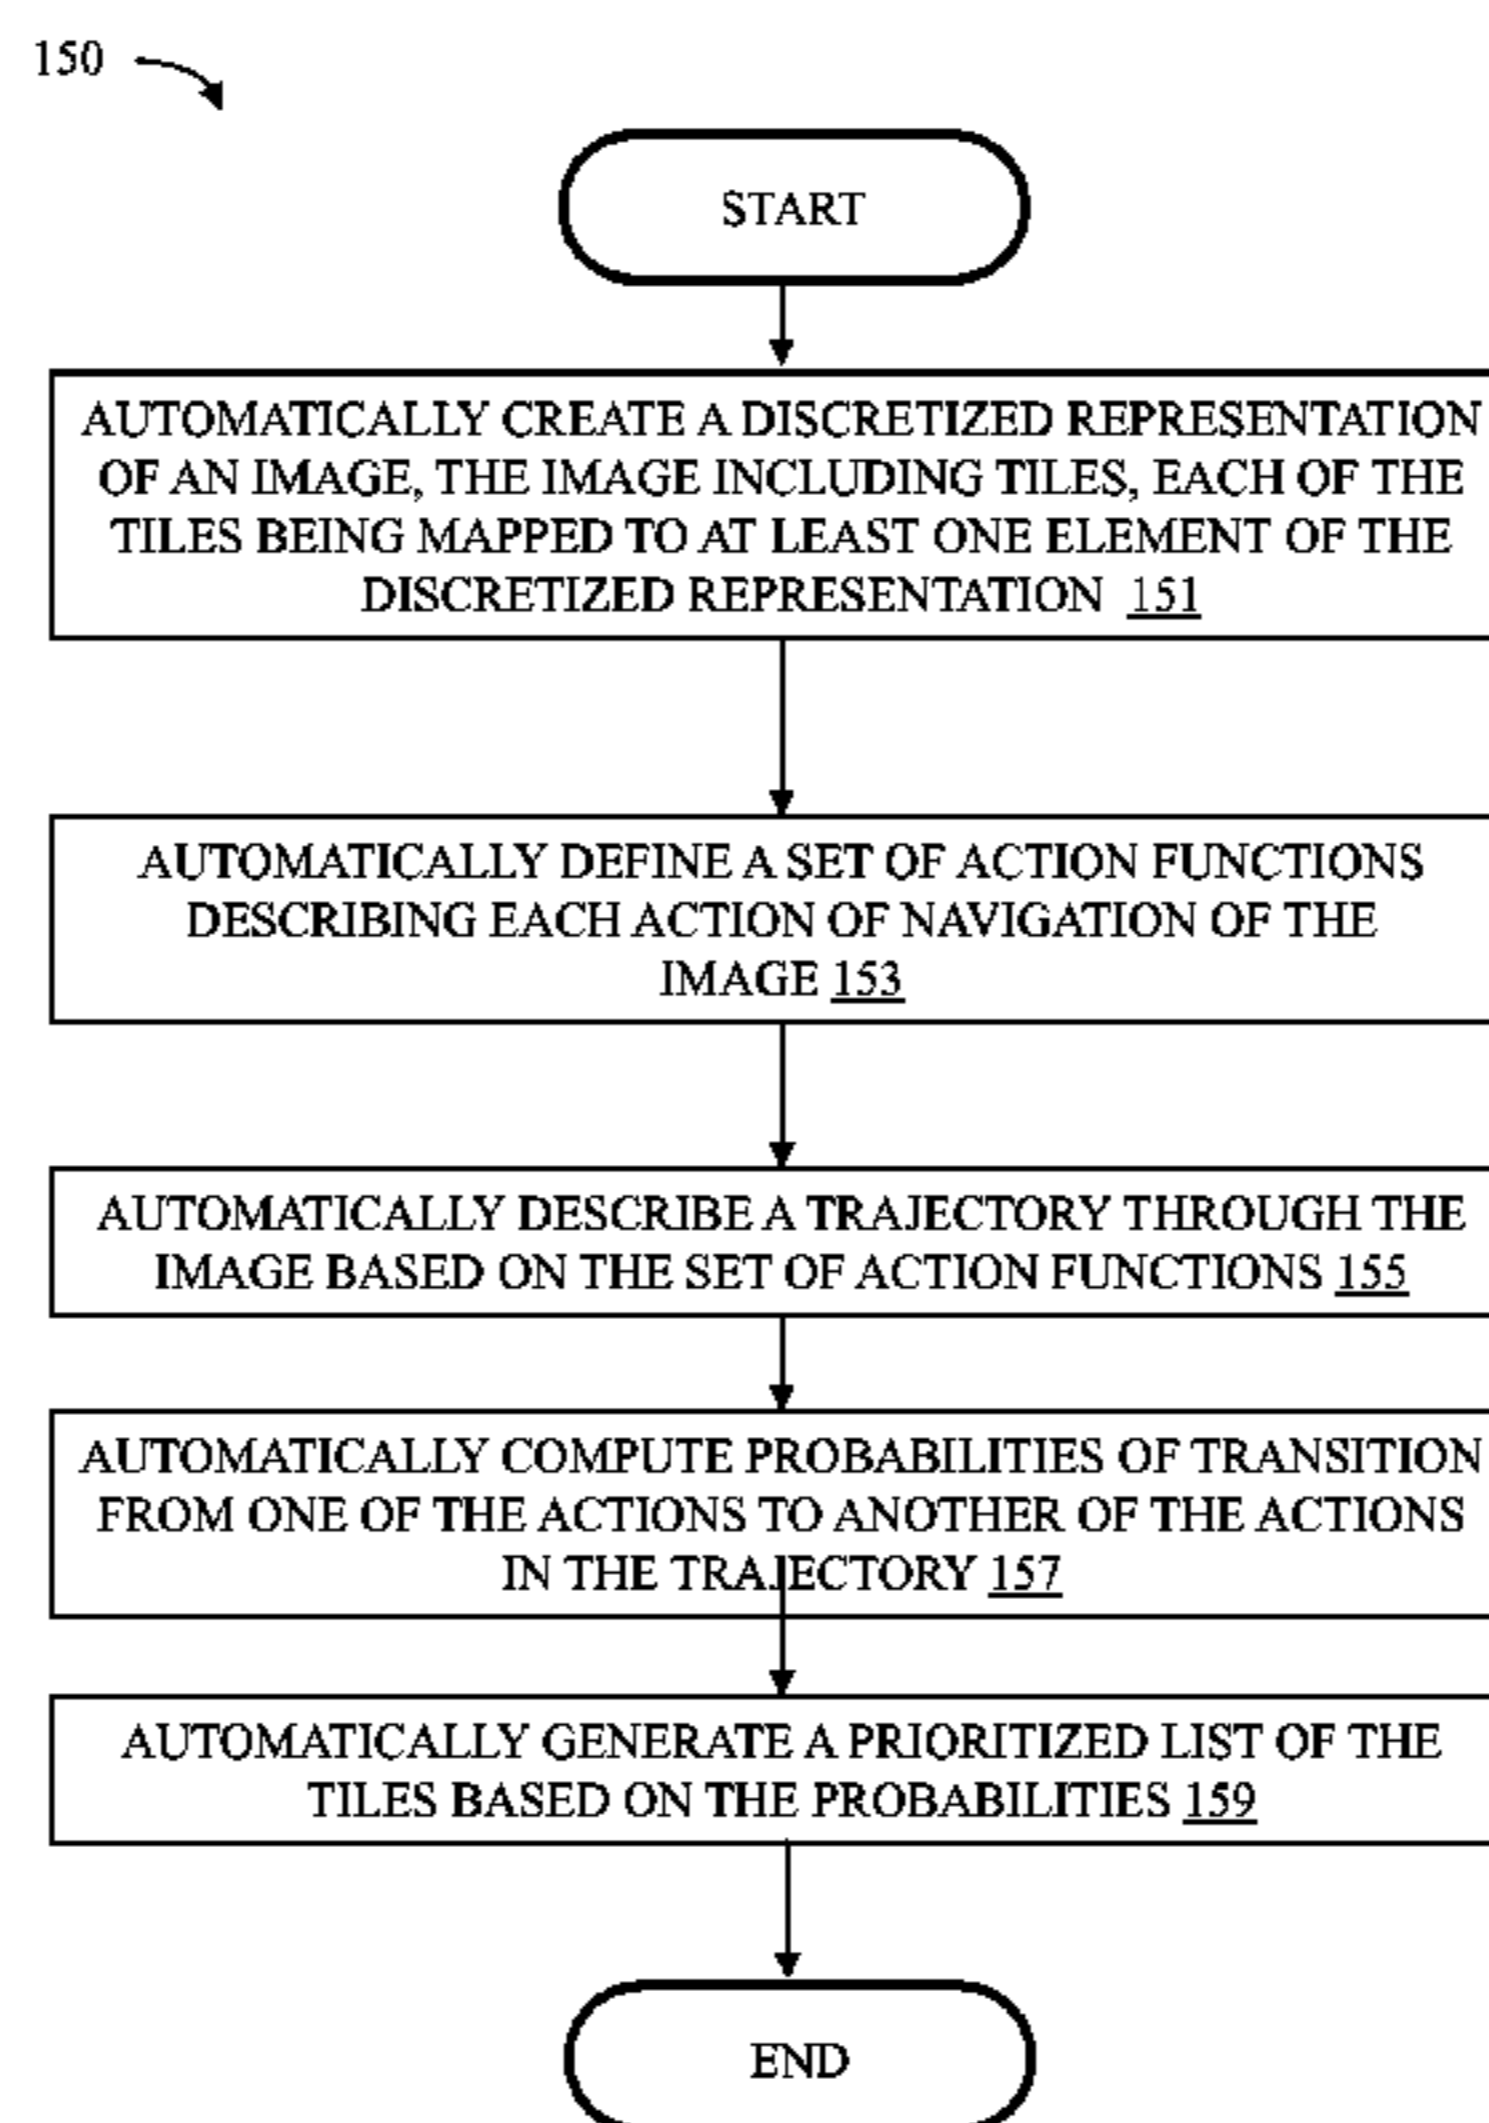 150
START
AUTOMATICALLY CREATE A DISCRETIZED REPRESENTATION
OF AN IMAGE, THE IMAGE INCLUDING TILES, EACH OF THE
TILES BEING MAPPED TO AT LEAST ONE ELEMENT OF THE
DISCRETIZED REPRESENTATION 151
AUTOMATICALLY DEFINE A SET OF ACTION FUNCTIONS
DESCRIBING EACH ACTION OF NAVIGATION OF THE
IMAGE 153
AUTOMATICALLY DESCRIBE A TRAJECTORY THROUGH THE
IMAGE BASED ON THE SET OF ACTION FUNCTIONS 155
AUTOMATICALLY COMPUTE PROBABILITIES OF TRANSITION
FROM ONE OF THE ACTIONS TO ANOTHER OF THE ACTIONS
IN THE TRAJECTORY 157
AUTOMATICALLY GENERATE A PRIORITIZED LIST OF THE
TILES BASED ON THE PROBABILITIES 159
END